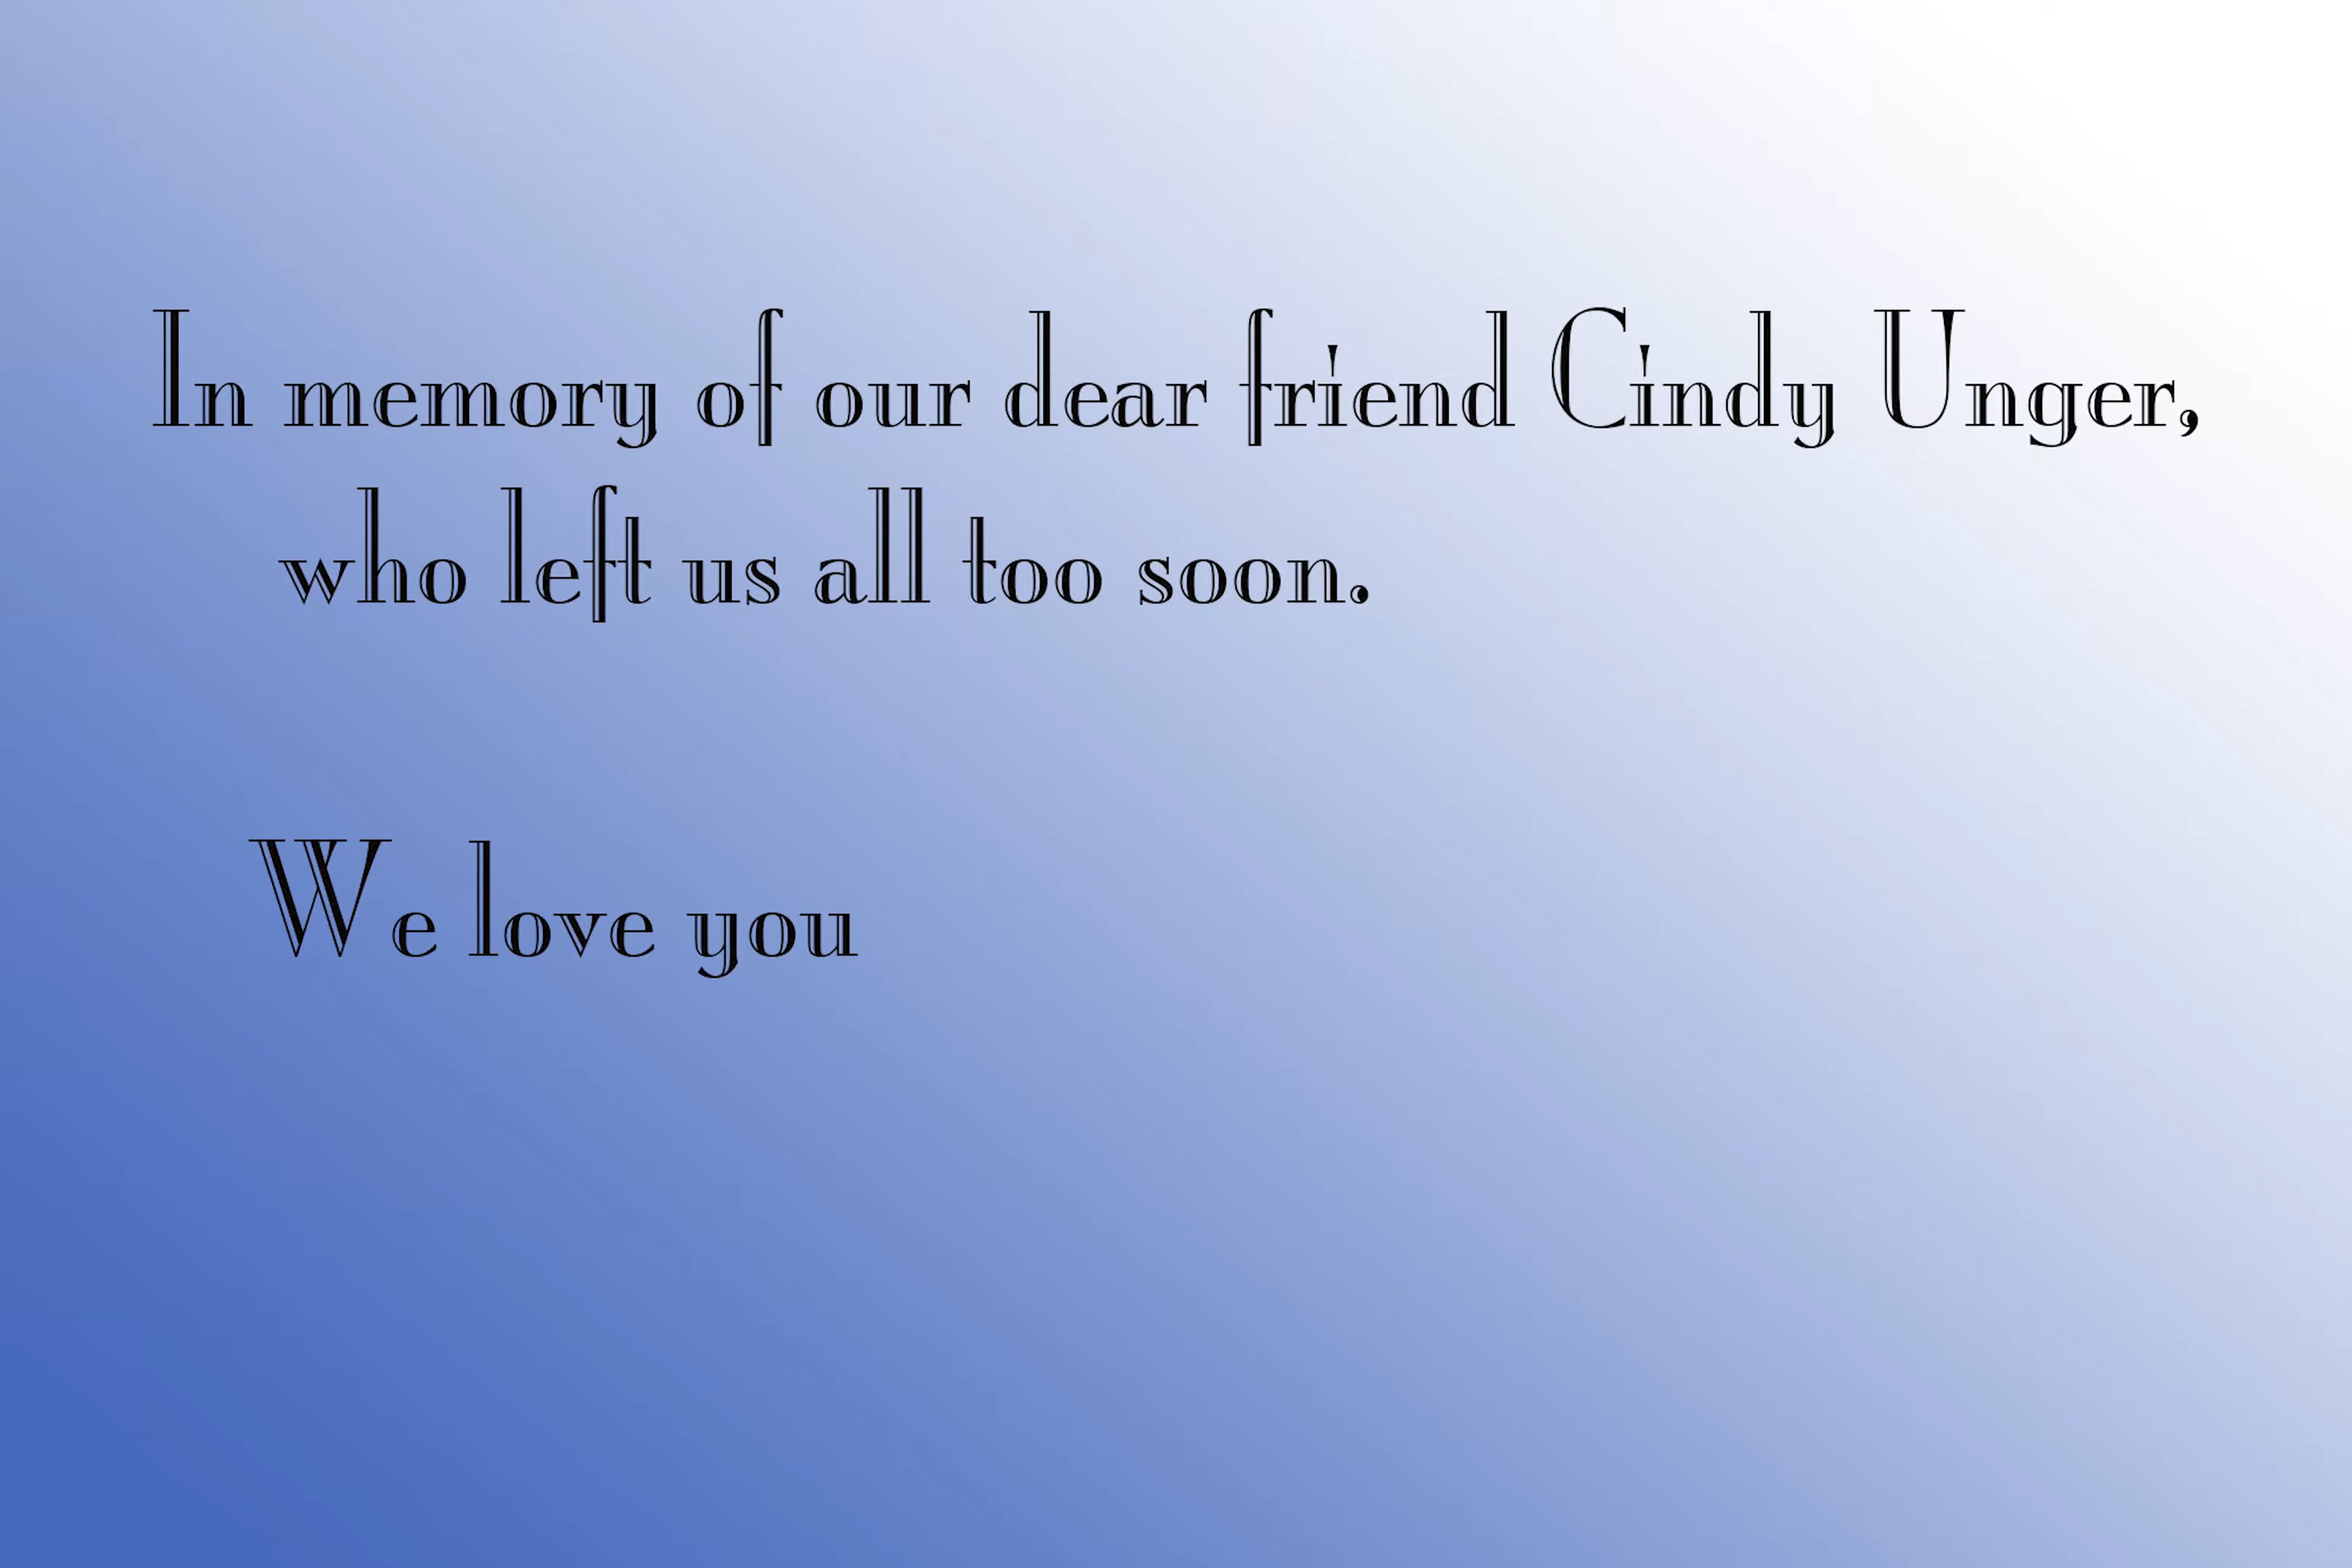 In memory of our dear friend Cindy Unger,
who left us all too soon.
We love you